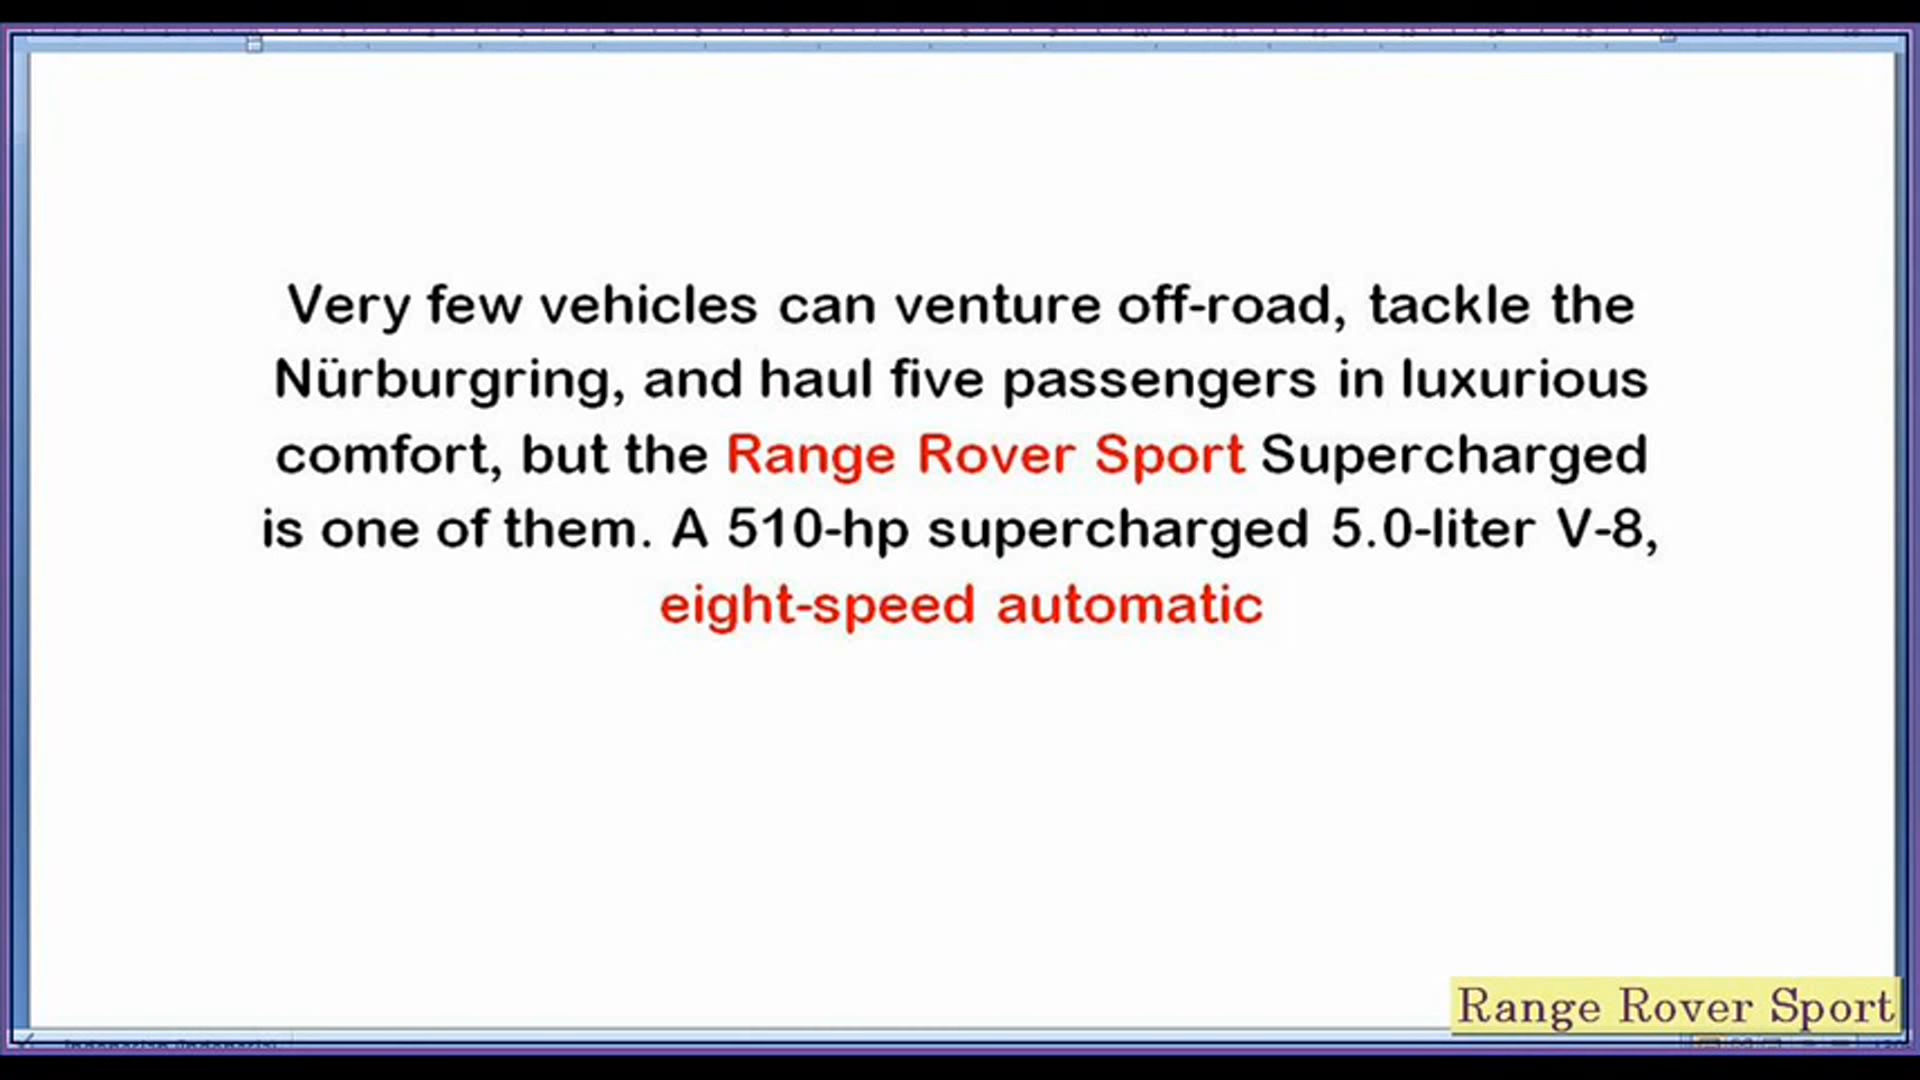 Very few vehicles can venture off-road, tackle the
Nürburgring, and haul five passengers in luxurious
comfort, but the Range Rover Sport Supercharged
is one of them. A 510-hp supercharged 5.0-liter V-8,
eight-speed automatic
Range Rover Sport